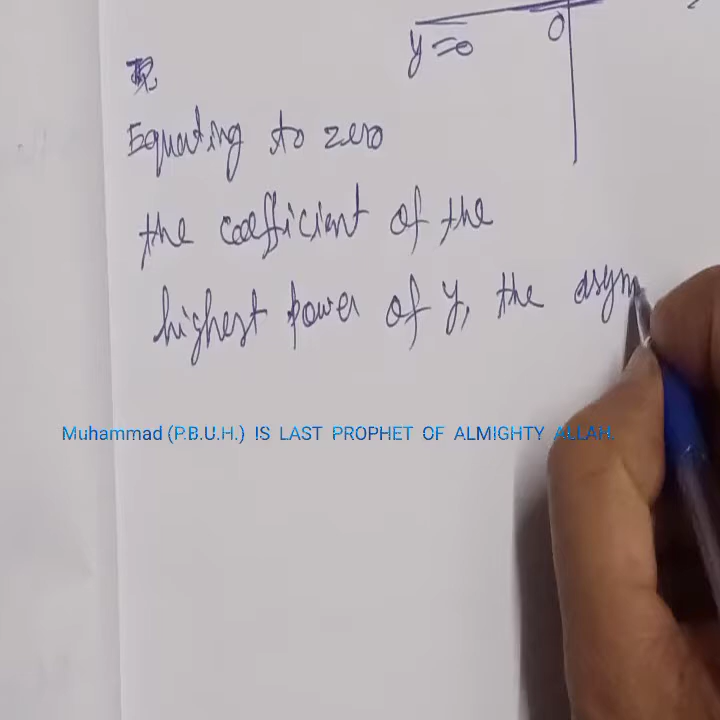 y=0
0
Equating to zero
the coefficient of the
highest power of y, the asym
Muhammad (P.B.U.H.) IS LAST PROPHET OF ALMIGHTY ALLAH.